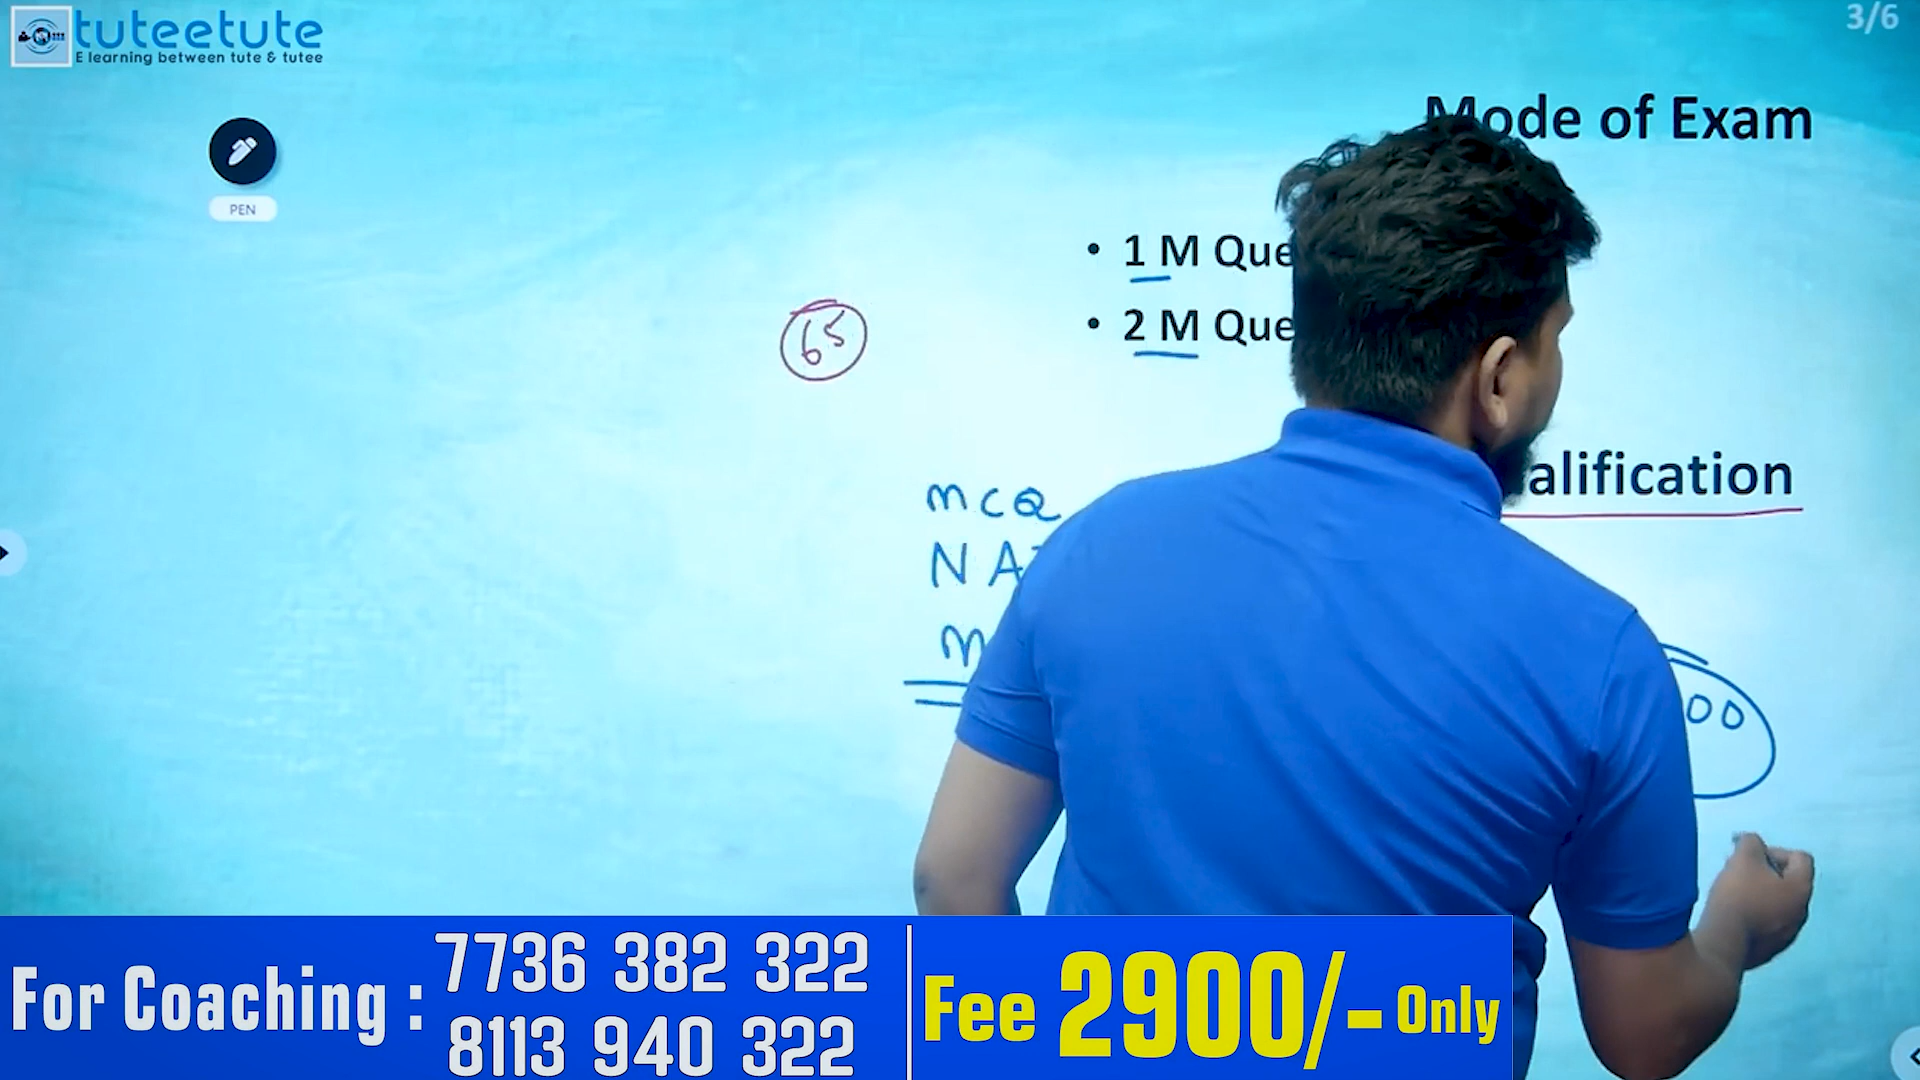 tuteetute
E learning between tute & tutee
3/6
PEN
Mode of Exam
• 1 M Que
• 2 M Que
65
alification
mcQ
NA
m
00
For Coaching :
7736 382 322
8113 940 322
Fee 2900/- Only